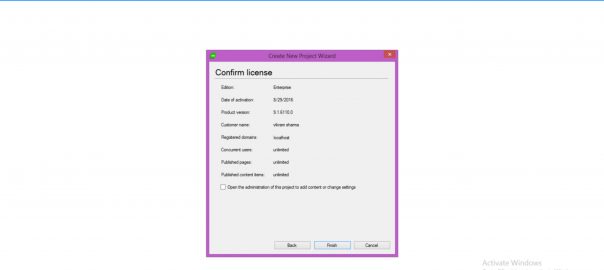 Create New Project Wizard
Confirm license
Edition: Enterprise
Date of activation: 3/29/2016
Product version: 9.1.6110.0
Customer name: vikram sharma
Registered domains: localhost
Concurrent users: unlimited
Published pages: unlimited
Published content items: unlimited
Open the administration of this project to add content or change settings
Back Finish Cancel
Activate Windows